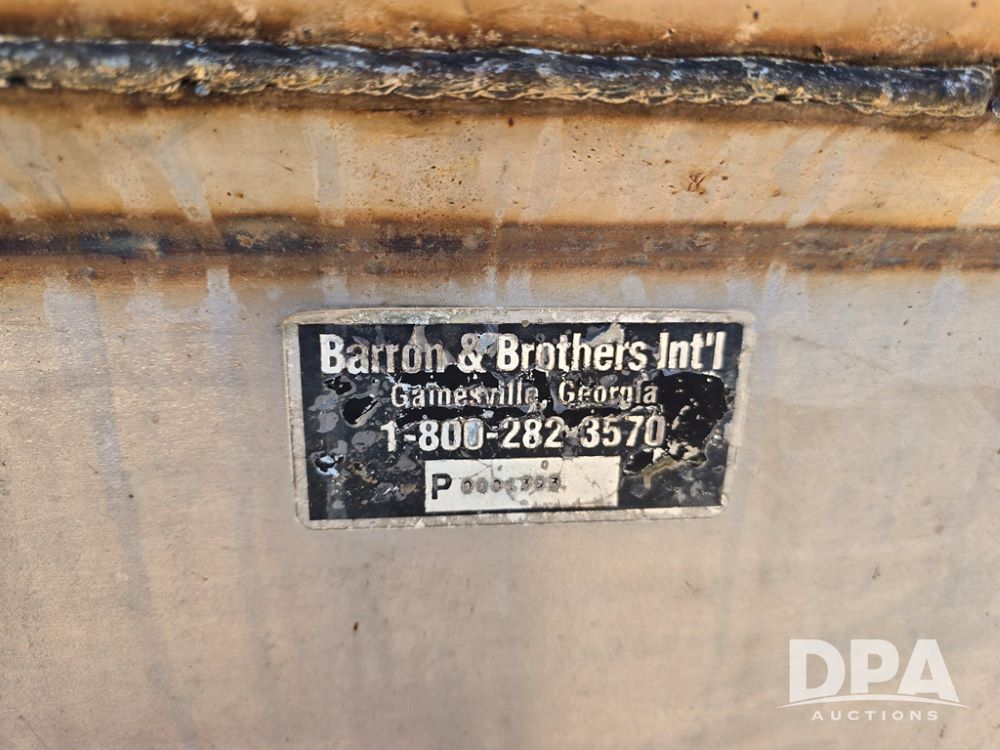 Barron & Brothers Int'l
Gainesville, Georgia
1-800-282-3570
P
DPA
AUCTIONS